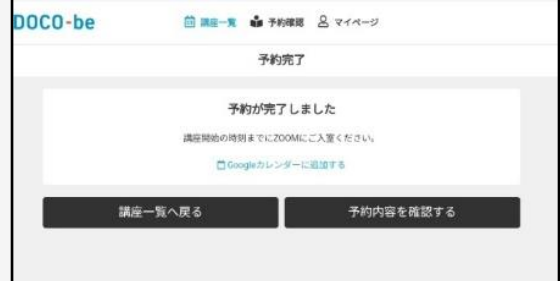 DOCO-be
講座一覧 予約確認 マイページ
予約完了
予約が完了しました
講座開始の時刻までにZOOMにご入室ください。
Googleカレンダーに追加する
講座一覧へ戻る 予約内容を確認する